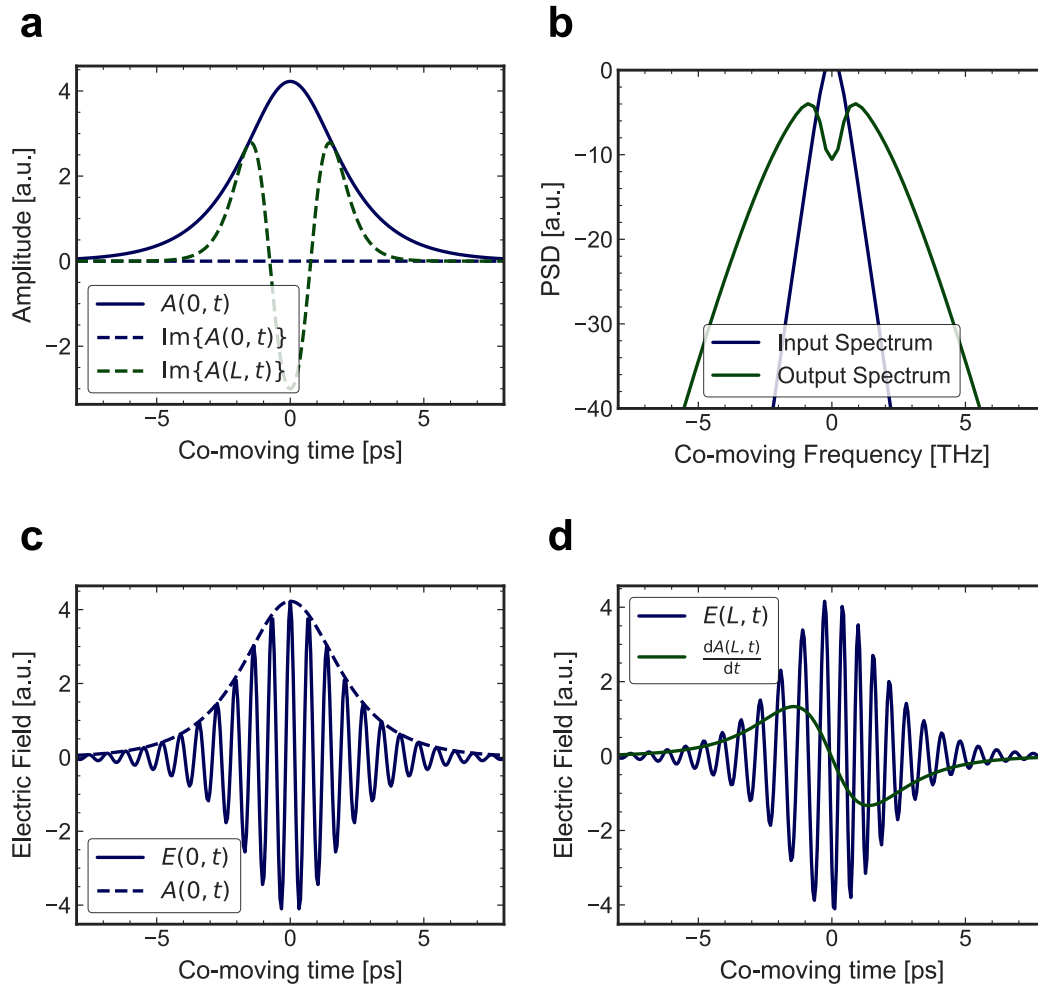 a
4
2
0
−2
−5
0
5
Amplitude [a.u.]
Co-moving time [ps]
A(0, t)
Im{A(0, t)}
Im{A(L, t)}
b
0
−10
−20
−30
−40
−5
0
5
PSD [a.u.]
Co-moving Frequency [THz]
Input Spectrum
Output Spectrum
c
4
2
0
−2
−4
−5
0
5
Electric Field [a.u.]
Co-moving time [ps]
E(0, t)
A(0, t)
d
4
2
0
−2
−4
−5
0
5
Electric Field [a.u.]
Co-moving time [ps]
E(L, t)
dA(L, t)
dt